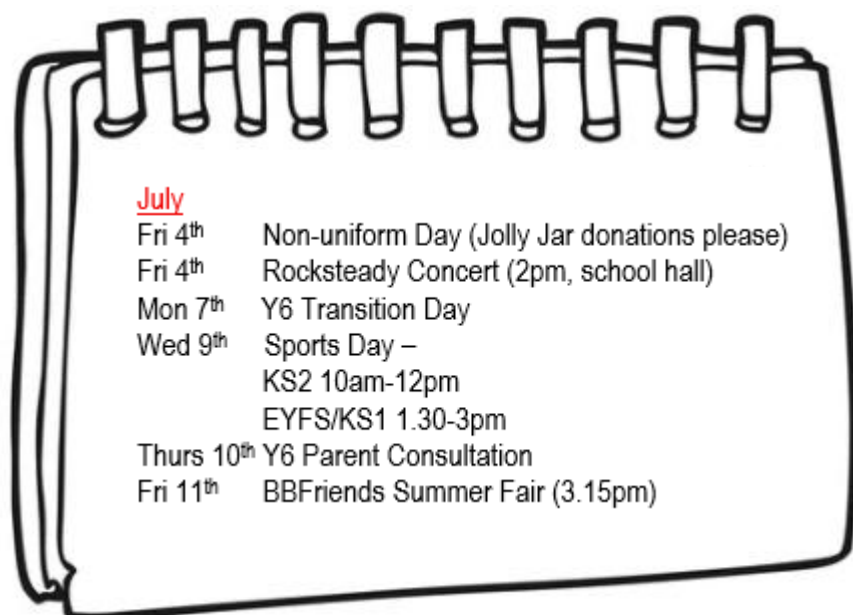 July
Fri 4th Non-uniform Day (Jolly Jar donations please)
Fri 4th Rocksteady Concert (2pm, school hall)
Mon 7th Y6 Transition Day
Wed 9th Sports Day –
KS2 10am-12pm
EYFS/KS1 1.30-3pm
Thurs 10th Y6 Parent Consultation
Fri 11th BBFriends Summer Fair (3.15pm)